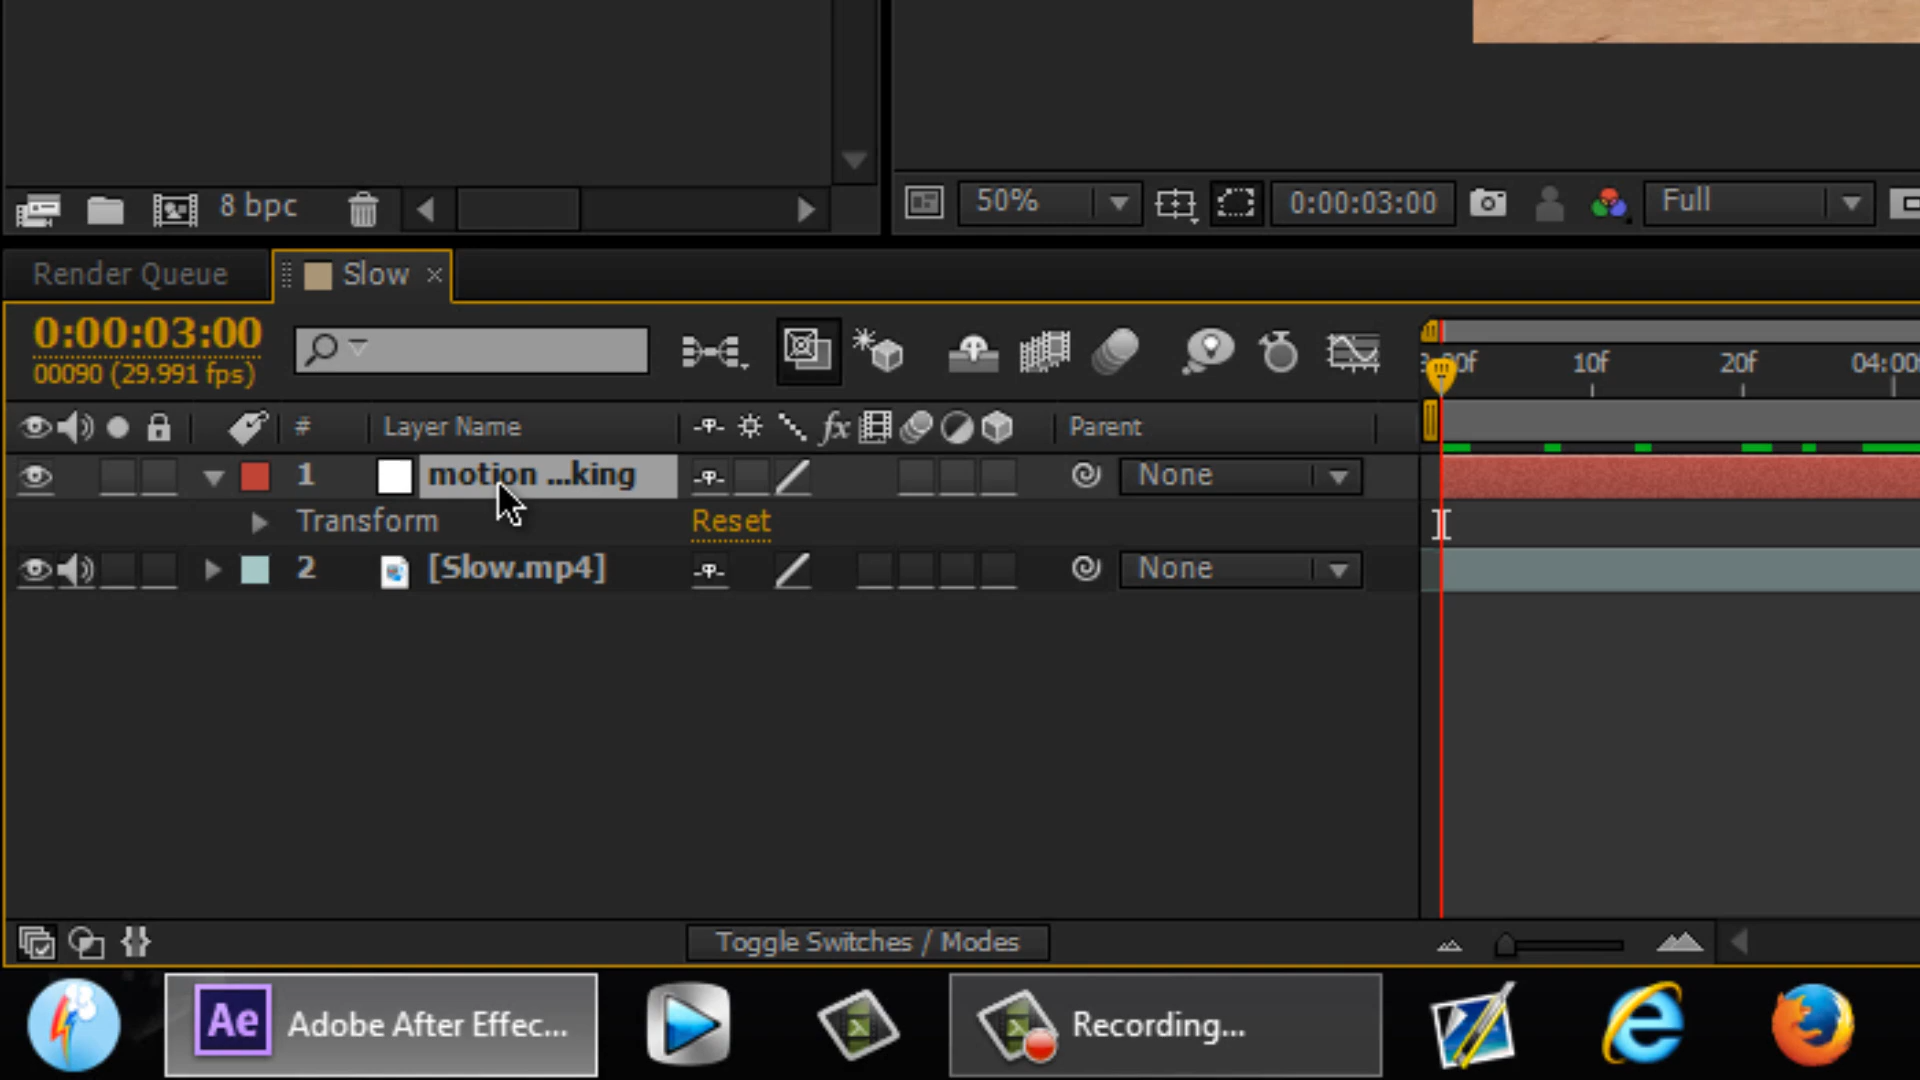 8 bpc
50%
0:00:03:00
Full
Render Queue
Slow ×
0:00:03:00
00090 (29.991 fps)
10f
20f
04:00
# Layer Name
fx
Parent
1 motion ...king
None
Transform
Reset
2 [Slow.mp4]
None
Toggle Switches / Modes
Ae Adobe After Effec...
Recording...